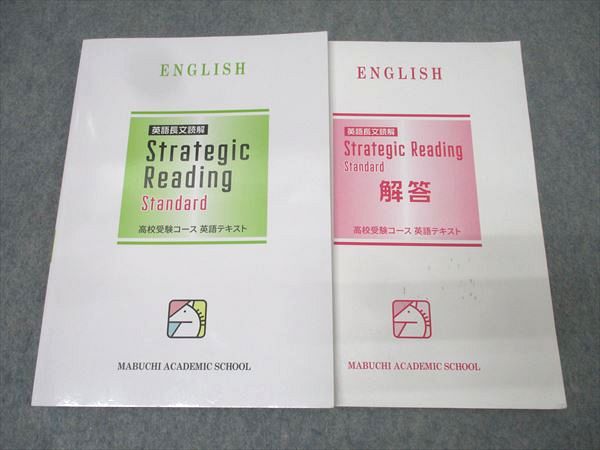 ENGLISH
英語長文読解
Strategic
Reading
Standard
高校受験コース 英語テキスト
MABUCHI ACADEMIC SCHOOL
ENGLISH
英語長文読解
Strategic Reading
Standard
解答
高校受験コース 英語テキスト
MABUCHI ACADEMIC SCHOOL